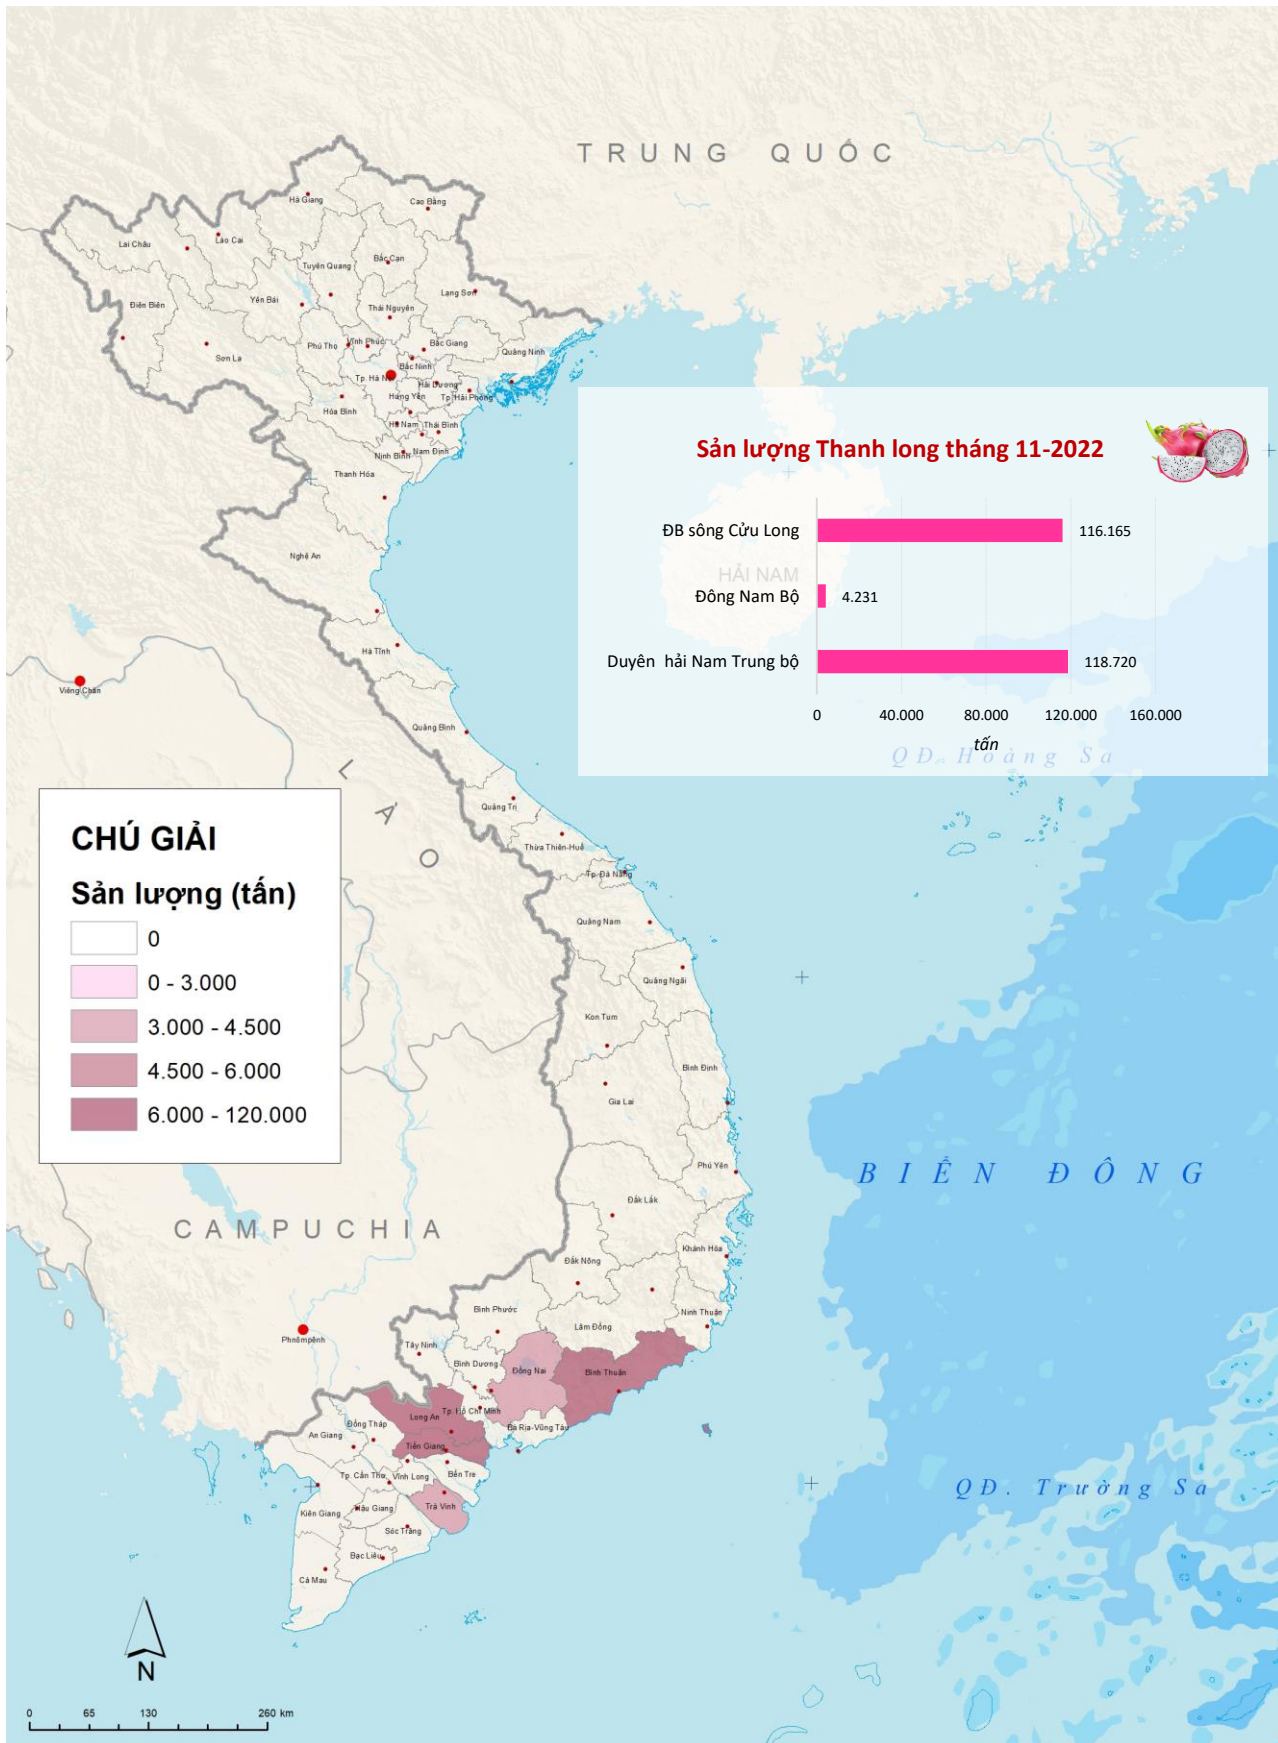 TRUNG QUỐC
Hà Giang
Cao Bằng
Lai Châu
Lào Cai
Bắc Cạn
Tuyên Quang
Lạng Sơn
Điện Biên
Yên Bái
Thái Nguyên
Phú Thọ
Vĩnh Phúc
Bắc Giang
Quảng Ninh
Sơn La
Bắc Ninh
Tp. Hà N
Hải Dương
Hưng Yên
Tp. Hải Phòng
Hòa Bình
Hà Nam
Thái Bình
Ninh Bình
Nam Định
Thanh Hóa
Nghệ An
Hà Tĩnh
Viêng Chăn
Quảng Bình
LÀO
Quảng Trị
Thừa Thiên-Huế
Tp. Đà Nẵng
Quảng Nam
Quảng Ngãi
Kon Tum
Bình Định
Gia Lai
Phú Yên
Đắk Lắk
Khánh Hòa
Đắk Nông
Ninh Thuận
Lâm Đồng
Bình Phước
Tây Ninh
Bình Dương
Đồng Nai
Bình Thuận
Tp. Hồ Chí Minh
Bà Rịa-Vũng Tàu
Long An
Đồng Tháp
An Giang
Tiền Giang
Tp. Cần Thơ
Vĩnh Long
Bến Tre
Trà Vinh
Kiên Giang
Hậu Giang
Sóc Trăng
Bạc Liêu
Cà Mau
CAMPUCHIA
Phnômpênh
Sản lượng Thanh long tháng 11-2022
ĐB sông Cửu Long
116.165
HẢI NAM
Đông Nam Bộ
4.231
Duyên hải Nam Trung bộ
118.720
0
40.000
80.000
120.000
160.000
tấn
QĐ. Hoàng Sa
BIỂN ĐÔNG
QĐ. Trường Sa
CHÚ GIẢI
Sản lượng (tấn)
0
0 - 3.000
3.000 - 4.500
4.500 - 6.000
6.000 - 120.000
N
0
65
130
260 km